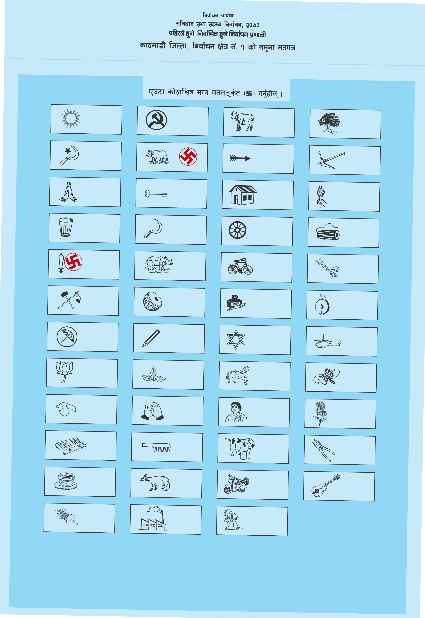 निर्वाचन आयोग
संविधान सभा सदस्य निर्वाचन, २०६४
पहिलो हुने निर्वाचित हुने निर्वाचन प्रणाली
काठमाडौं जिल्ला निर्वाचन क्षेत्र नं. १ को नमूना मतपत्र
एउटा कोठाभित्र मात्र मतसङ्केत गर्नुहोस् ।